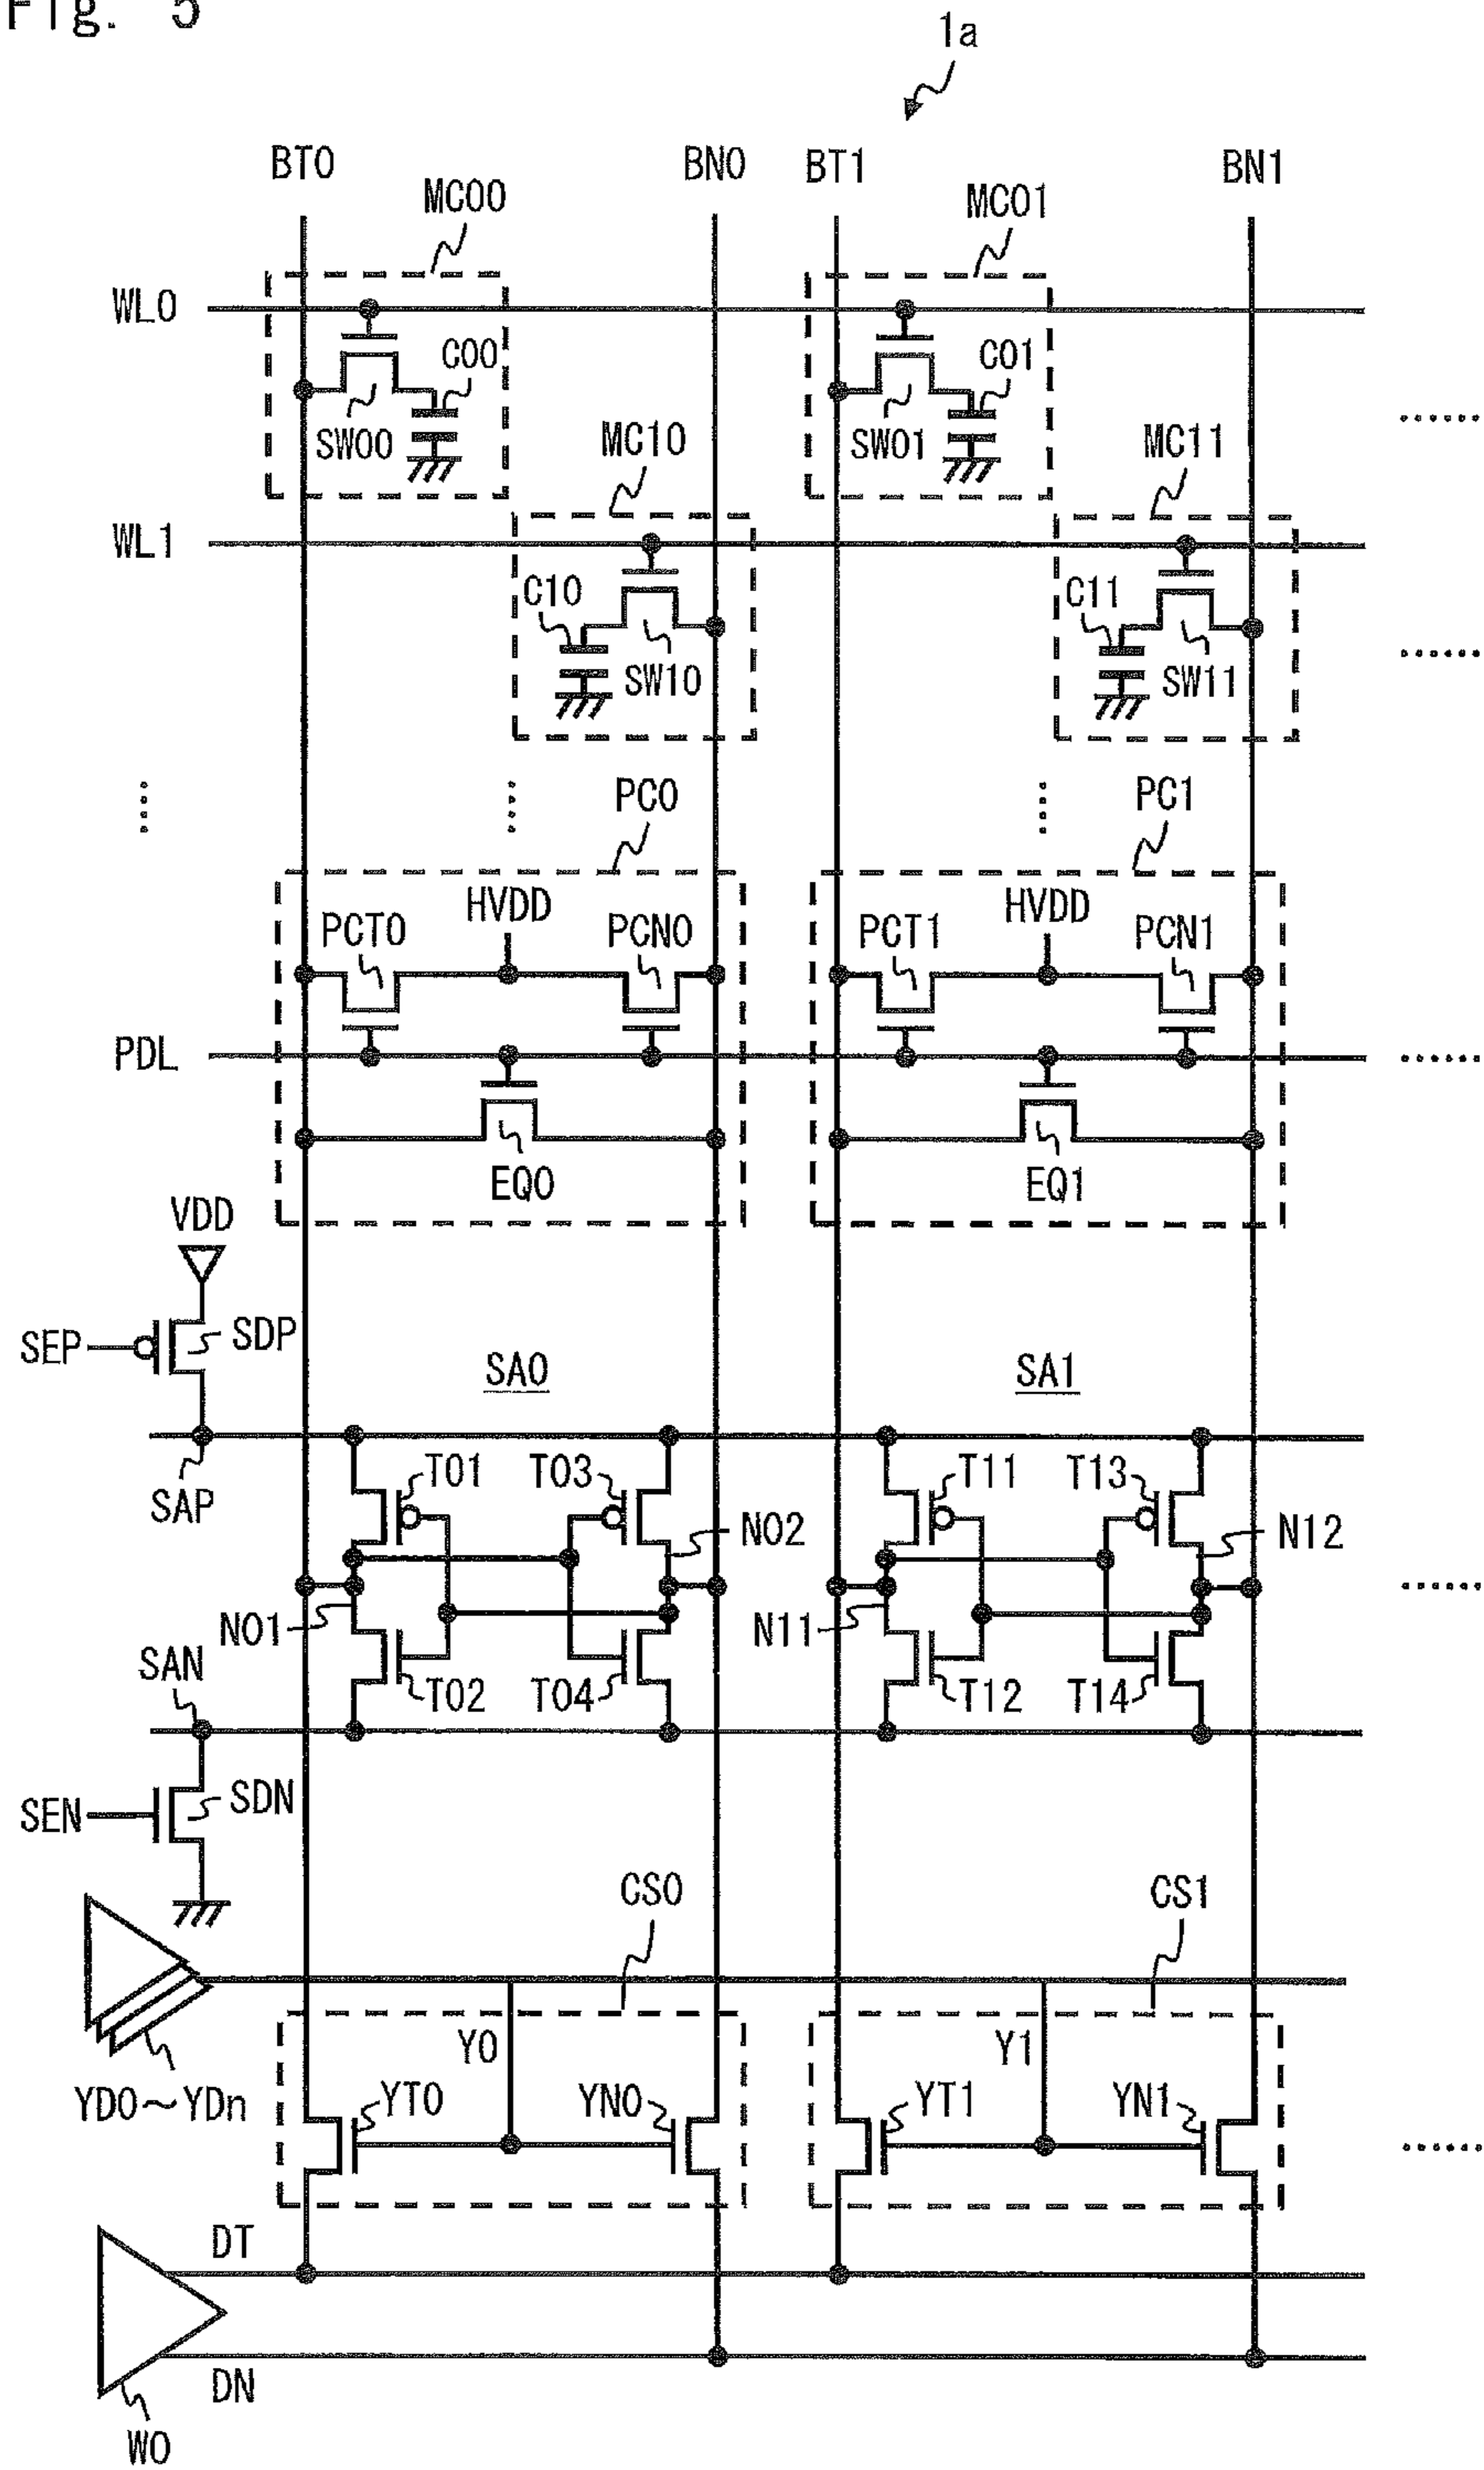 Fig. 5
1a
BT0 BN0 BT1 BN1
MC00 MC01
WL0
C00 C01
SW00 SW01
MC10 MC11
WL1
C10 C11
SW10 SW11
PC0 PC1
HVDD HVDD
PCT0 PCN0 PCT1 PCN1
PDL
EQ0 EQ1
VDD
SEP SDP
SA0 SA1
T01 T03 T11 T13
SAP
N02 N12
N01 N11
SAN
T02 T04 T12 T14
SEN SDN
CS0 CS1
Y0 Y1
YD0~YDn
YT0 YN0 YT1 YN1
DT
DN
W0